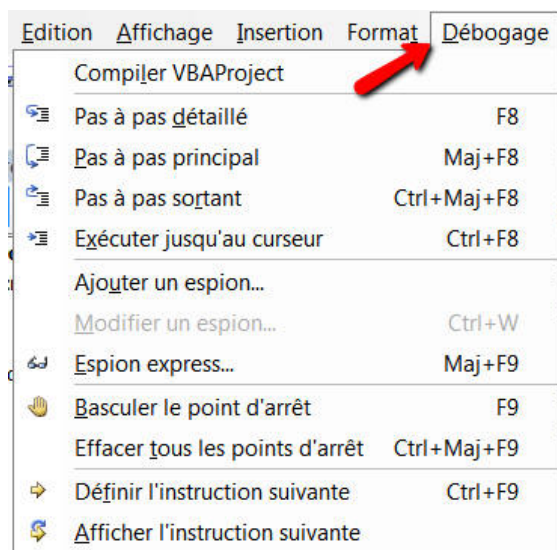 Edition Affichage Insertion Format Débogage
Compiler VBAProject
Pas à pas détaillé F8
Pas à pas principal Maj+F8
Pas à pas sortant Ctrl+Maj+F8
Exécuter jusqu'au curseur Ctrl+F8
Ajouter un espion...
Modifier un espion... Ctrl+W
Espion express... Maj+F9
Basculer le point d'arrêt F9
Effacer tous les points d'arrêt Ctrl+Maj+F9
Définir l'instruction suivante Ctrl+F9
Afficher l'instruction suivante